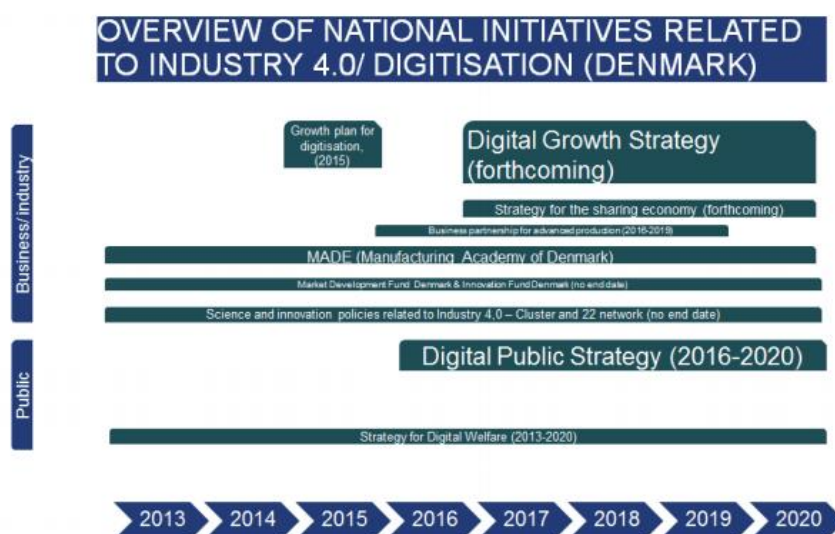 OVERVIEW OF NATIONAL INITIATIVES RELATED
TO INDUSTRY 4.0/ DIGITISATION (DENMARK)
Business/industry
Growth plan for
digitisation,
(2015)
Digital Growth Strategy
(forthcoming)
Strategy for the sharing economy (forthcoming)
Business partnership for advanced production (2016-2019)
MADE (Manufacturing Academy of Denmark)
Market Development Fund Denmark & Innovation Fund Denmark (no end date)
Science and innovation policies related to Industry 4,0 – Cluster and 22 network (no end date)
Public
Digital Public Strategy (2016-2020)
Strategy for Digital Welfare (2013-2020)
2013 2014 2015 2016 2017 2018 2019 2020